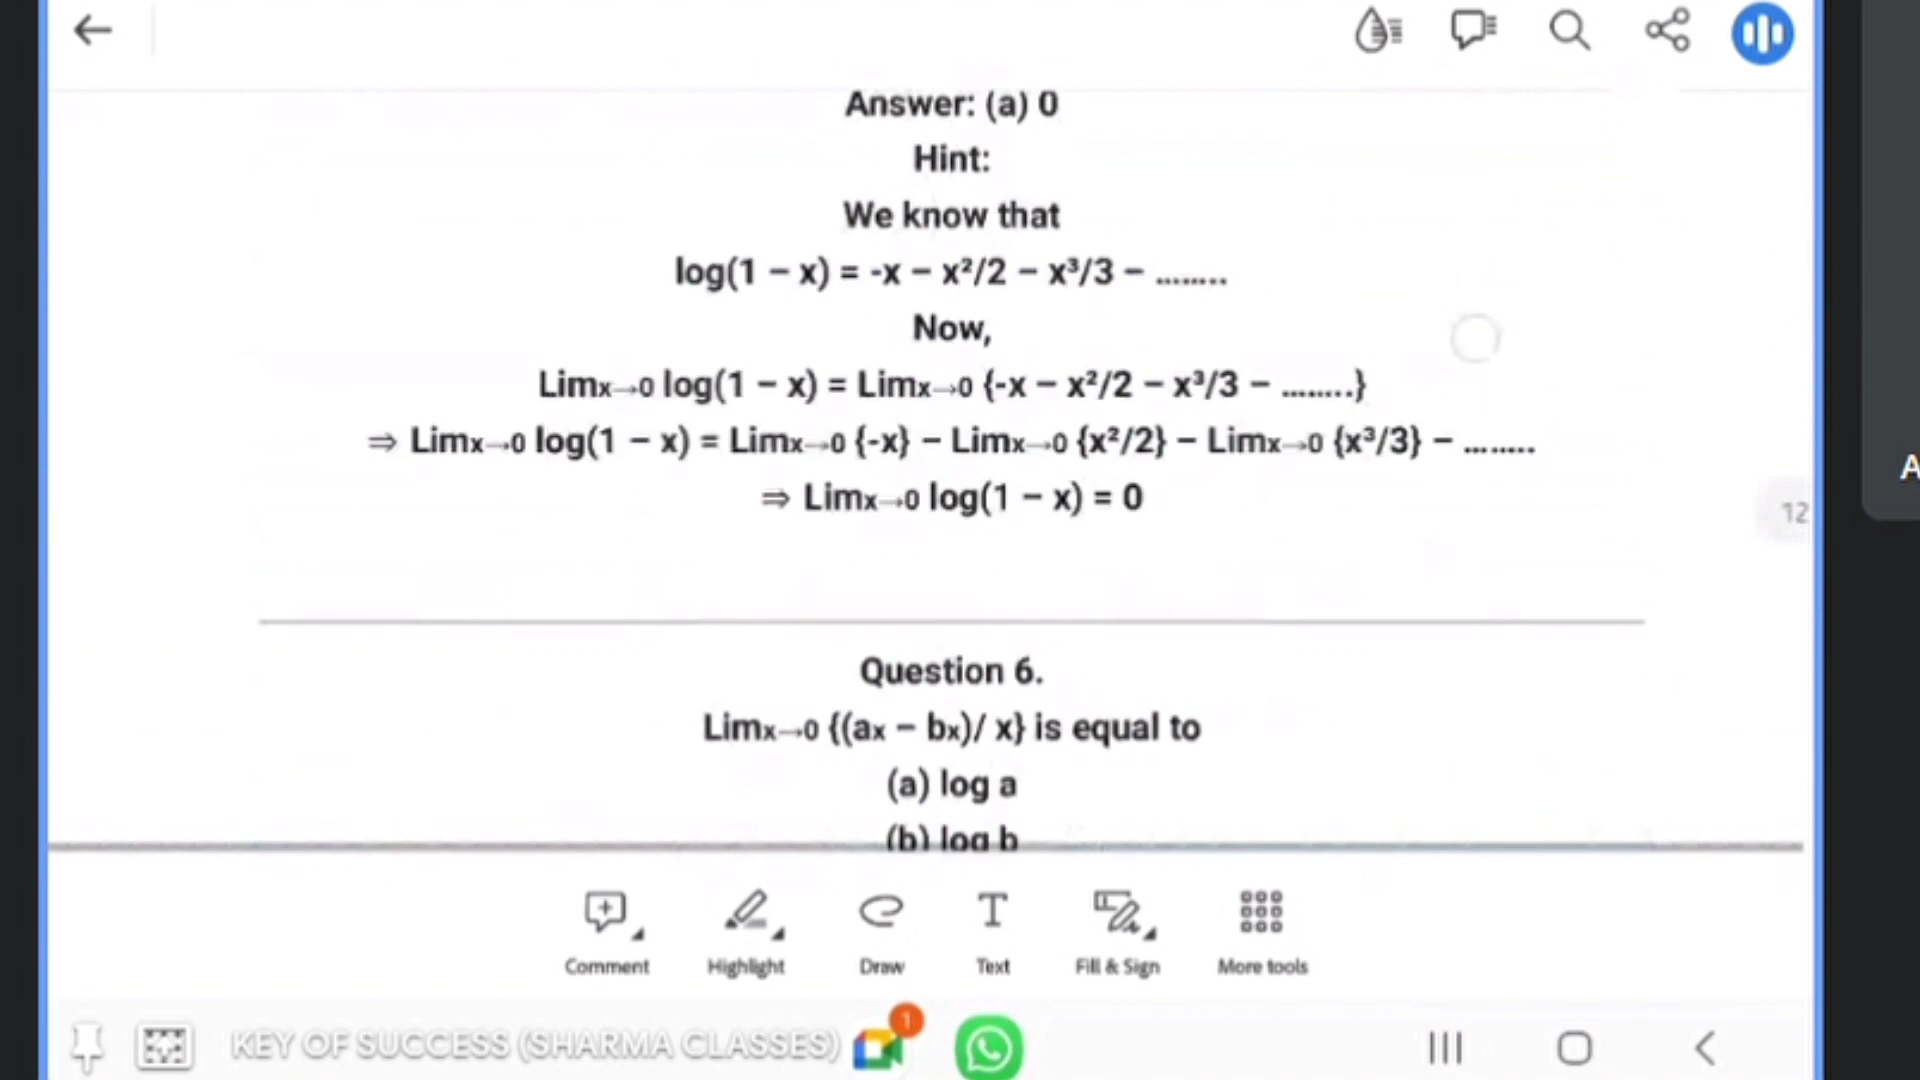 Answer: (a) 0
Hint:
We know that
log(1 – x) = -x – x²/2 – x³/3 – ........
Now,
Limx→0 log(1 – x) = Limx→0 {-x – x²/2 – x³/3 – ........}
⇒ Limx→0 log(1 – x) = Limx→0 {-x} – Limx→0 {x²/2} – Limx→0 {x³/3} – ........
⇒ Limx→0 log(1 – x) = 0
12
A
Question 6.
Limx→0 {(ax – bx)/ x} is equal to
(a) log a
(b) log b
Comment Highlight Draw Text Fill & Sign More tools
KEY OF SUCCESS (SHARMA CLASSES) 1